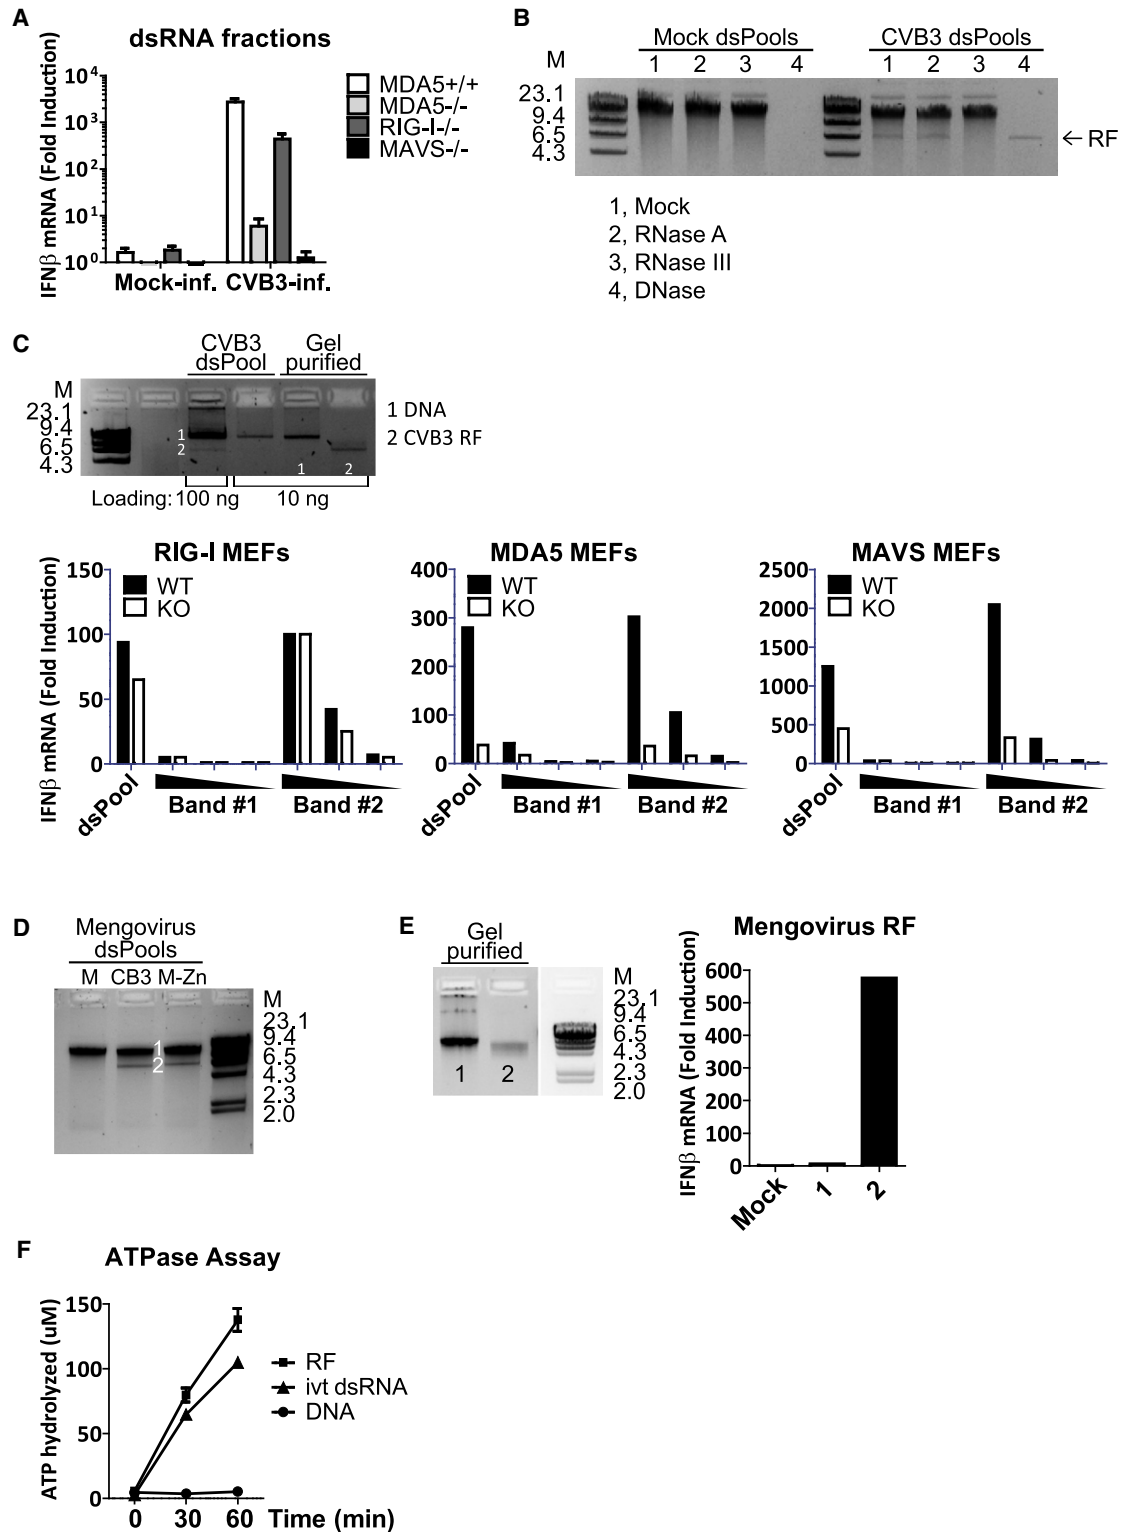 A
dsRNA fractions
IFNβ mRNA (Fold Induction)
10⁴
10³
10²
10¹
10⁰
Mock-inf. CVB3-inf.
MDA5+/+
MDA5-/-
RIG-I-/-
MAVS-/-
B
Mock dsPools
CVB3 dsPools
M 1 2 3 4 1 2 3 4
23.1
9.4
6.5
4.3
←RF
1, Mock
2, RNase A
3, RNase III
4, DNase
C
CVB3
dsPool
Gel
purified
M
23.1
9.4
6.5
4.3
1
2
1 2
1 DNA
2 CVB3 RF
Loading: 100 ng 10 ng
RIG-I MEFs
IFNβ mRNA (Fold Induction)
150
100
50
0
WT
KO
dsPool Band #1 Band #2
MDA5 MEFs
400
300
200
100
0
WT
KO
dsPool Band #1 Band #2
MAVS MEFs
2500
2000
1500
1000
500
0
WT
KO
dsPool Band #1 Band #2
D
Mengovirus
dsPools
M CB3 M-Zn
1
2
M
23.1
9.4
6.5
4.3
2.3
2.0
E
Gel
purified
1 2
M
23.1
9.4
6.5
4.3
2.3
2.0
Mengovirus RF
IFNβ mRNA (Fold Induction)
600
500
400
300
200
100
0
Mock 1 2
F
ATPase Assay
ATP hydrolyzed (uM)
150
100
50
0
0 30 60 Time (min)
RF
ivt dsRNA
DNA